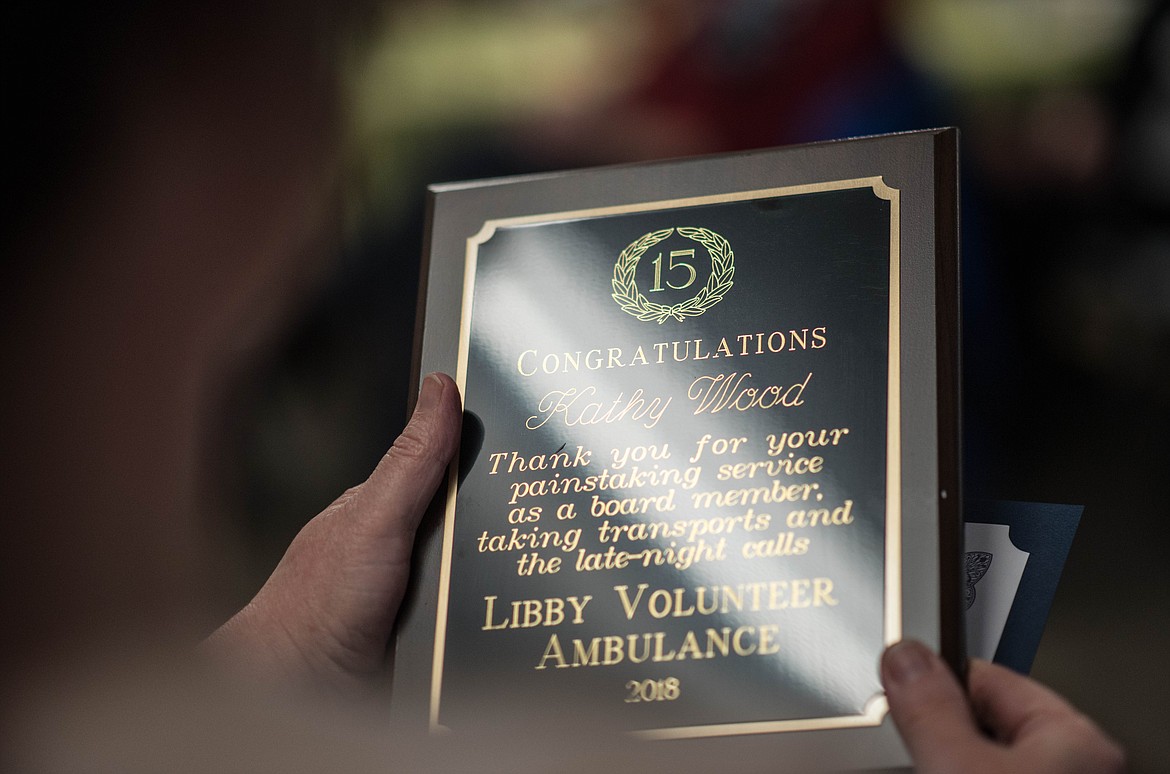 15
CONGRATULATIONS
Kathy Wood
Thank you for your
painstaking service
as a board member,
taking transports and
the late-night calls
LIBBY VOLUNTEER
AMBULANCE
2018